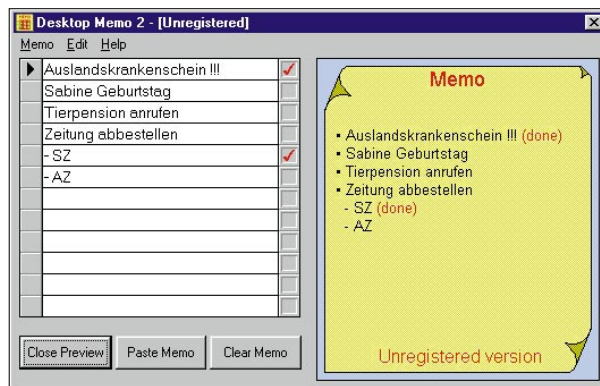 Desktop Memo 2 - [Unregistered]
Memo Edit Help
Auslandskrankenschein !!!
Sabine Geburtstag
Tierpension anrufen
Zeitung abbestellen
- SZ
- AZ
Close Preview Paste Memo Clear Memo
Memo
• Auslandskrankenschein !!! (done)
• Sabine Geburtstag
• Tierpension anrufen
• Zeitung abbestellen
- SZ (done)
- AZ
Unregistered version